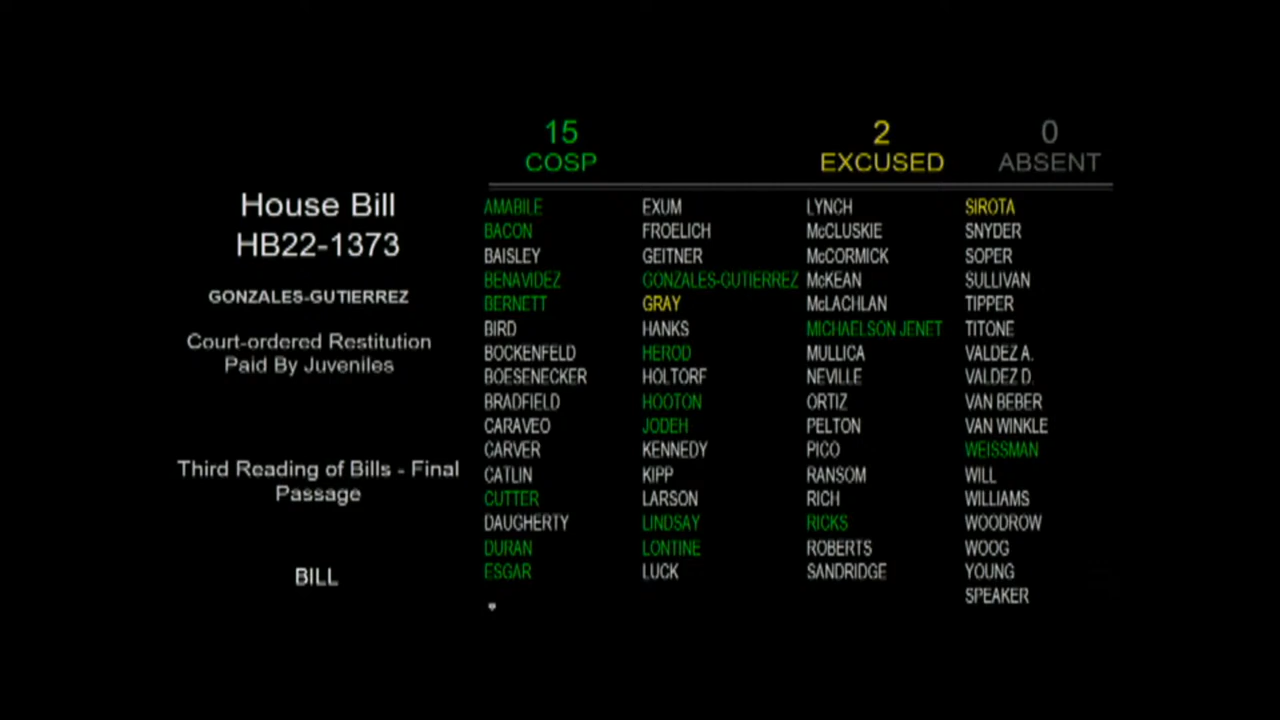 15
COSP
2
EXCUSED
0
ABSENT
House Bill
HB22-1373
GONZALES-GUTIERREZ
Court-ordered Restitution
Paid By Juveniles
Third Reading of Bills - Final
Passage
BILL
AMABILE
BACON
BAISLEY
BENAVIDEZ
BERNETT
BIRD
BOCKENFELD
BOESENECKER
BRADFIELD
CARAVEO
CARVER
CATLIN
CUTTER
DAUGHERTY
DURAN
ESGAR
EXUM
FROELICH
GEITNER
GONZALES-GUTIERREZ
GRAY
HANKS
HEROD
HOLTORF
HOOTON
JODEH
KENNEDY
KIPP
LARSON
LINDSAY
LONTINE
LUCK
LYNCH
McCLUSKIE
McCORMICK
McKEAN
McLACHLAN
MICHAELSON JENET
MULLICA
NEVILLE
ORTIZ
PELTON
PICO
RANSOM
RICH
RICKS
ROBERTS
SANDRIDGE
SIROTA
SNYDER
SOPER
SULLIVAN
TIPPER
TITONE
VALDEZ A.
VALDEZ D.
VAN BEBER
VAN WINKLE
WEISSMAN
WILL
WILLIAMS
WOODROW
WOOG
YOUNG
SPEAKER